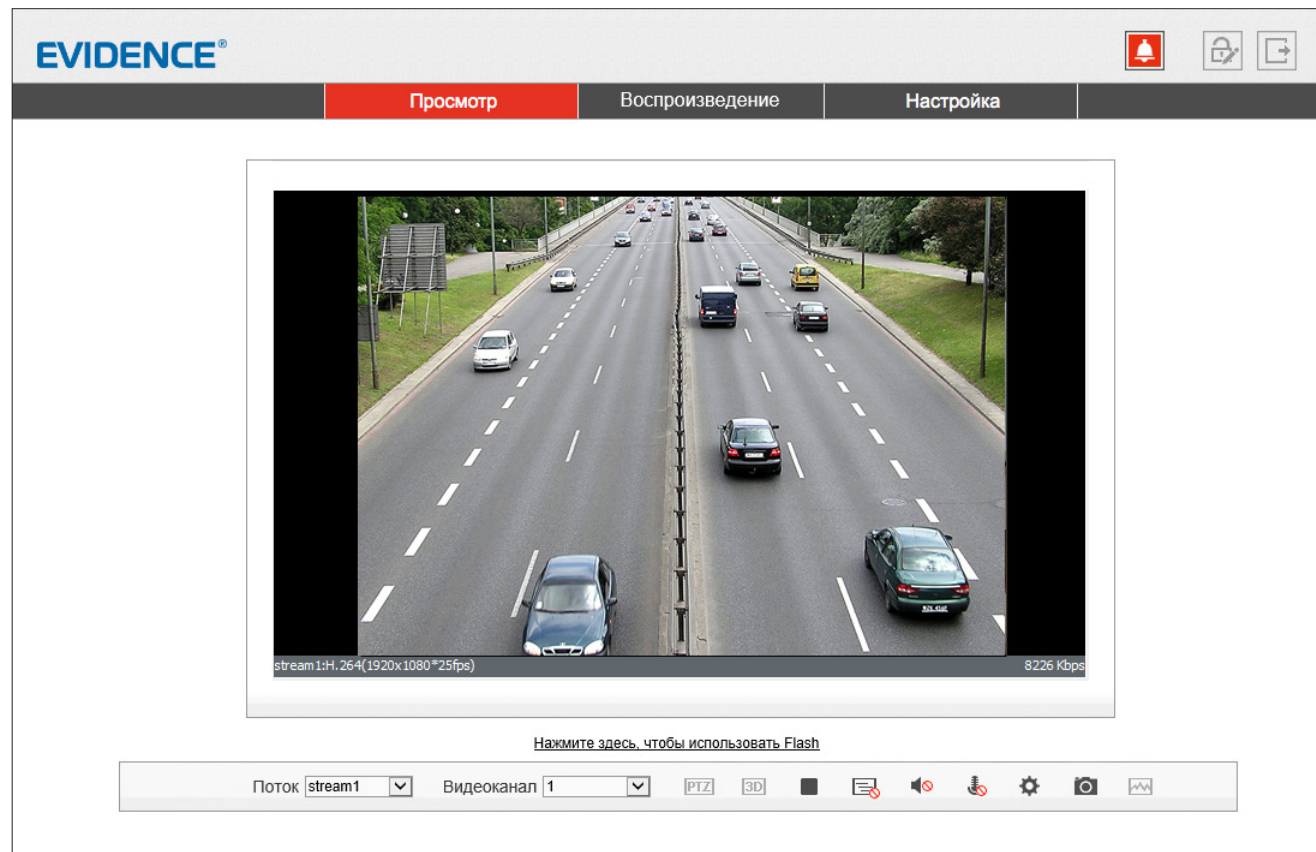 EVIDENCE®
Просмотр Воспроизведение Настройка
stream1:H.264(1920x1080*25fps) 8226 Kbps
Нажмите здесь, чтобы использовать Flash
Поток stream1 Видеоканал 1 PTZ 3D